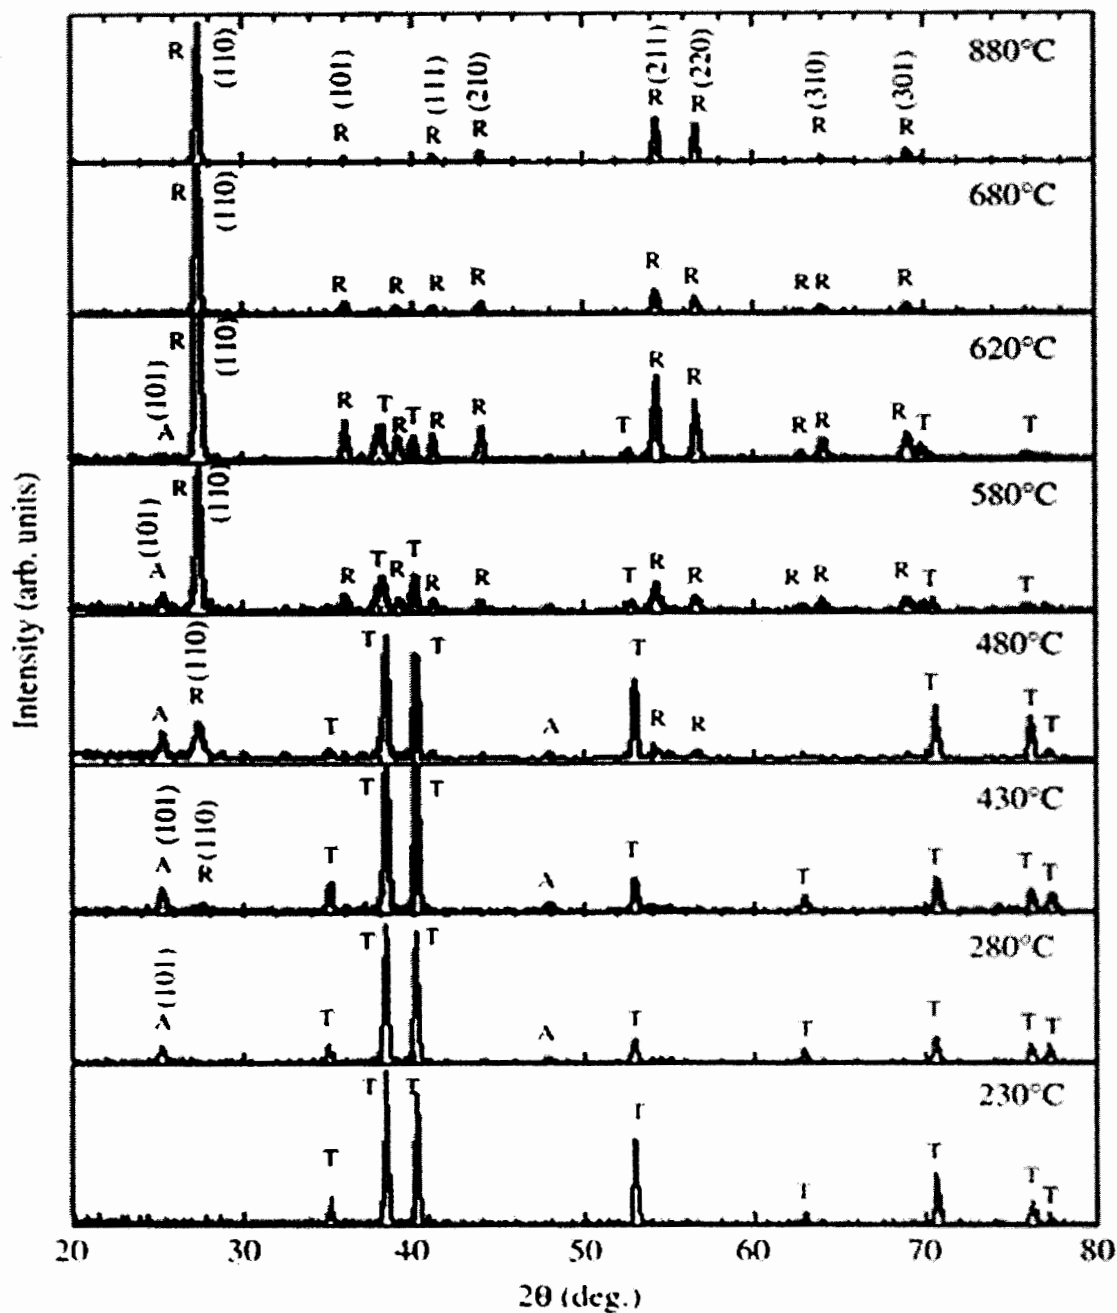 Intensity (arb. units)
880°C
R (110)
R (101)
R (111)
R (210)
R (211)
R (220)
R (310)
R (301)
680°C
R (110)
R R R R R R R R R
620°C
A (101)
R (110)
R T R T R R T R R R R R T T
580°C
A (101)
R (110)
R T R T R R T R R R R R T T
480°C
A
R (110)
T T T A T R R T T T
430°C
A (101)
R (110)
T T T A T T T T T
280°C
A (101)
T T T A T T T T T
230°C
T T T T T T T T
20 30 40 50 60 70 80
2θ (deg.)